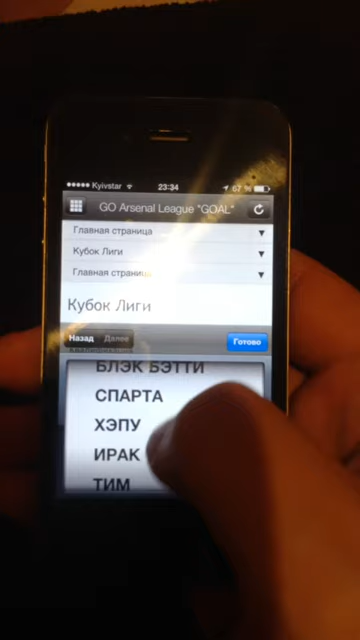 Kyivstar 23:34 67 %
GO Arsenal League "GOAL"
Главная страница
Кубок Лиги
Главная страница
Кубок Лиги
Назад Далее Готово
БЛЭК БЭТТИ
СПАРТА
ХЭПУ
ИРАК
ТИМ